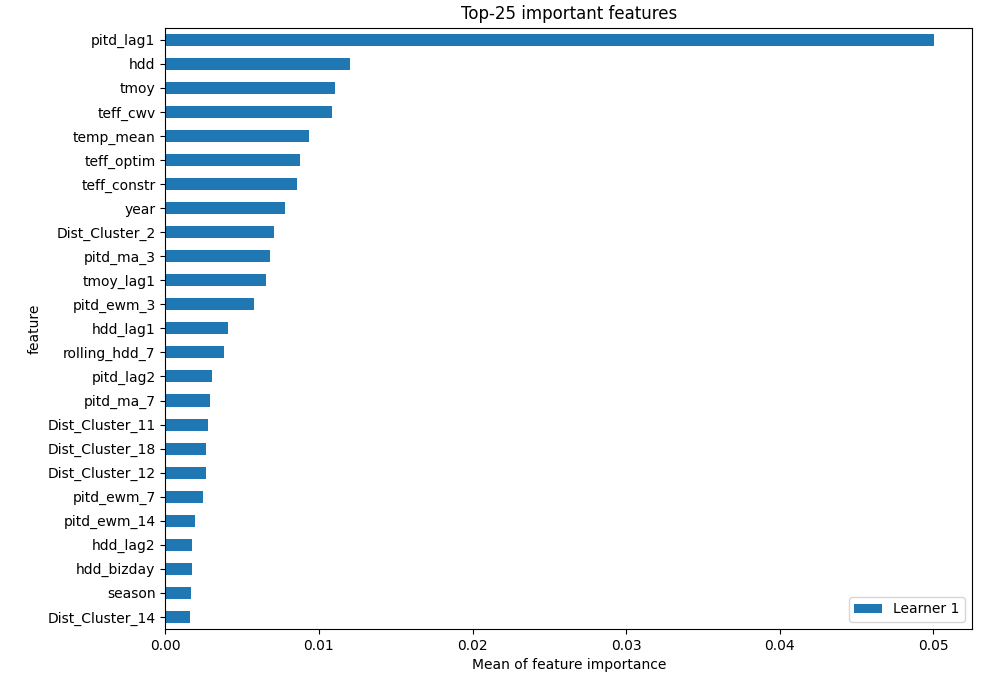 Top-25 important features
pitd_lag1
hdd
tmoy
teff_cwv
temp_mean
teff_optim
teff_constr
year
Dist_Cluster_2
pitd_ma_3
tmoy_lag1
pitd_ewm_3
hdd_lag1
rolling_hdd_7
pitd_lag2
pitd_ma_7
Dist_Cluster_11
Dist_Cluster_18
Dist_Cluster_12
pitd_ewm_7
pitd_ewm_14
hdd_lag2
hdd_bizday
season
Dist_Cluster_14
feature
Learner 1
0.00 0.01 0.02 0.03 0.04 0.05
Mean of feature importance